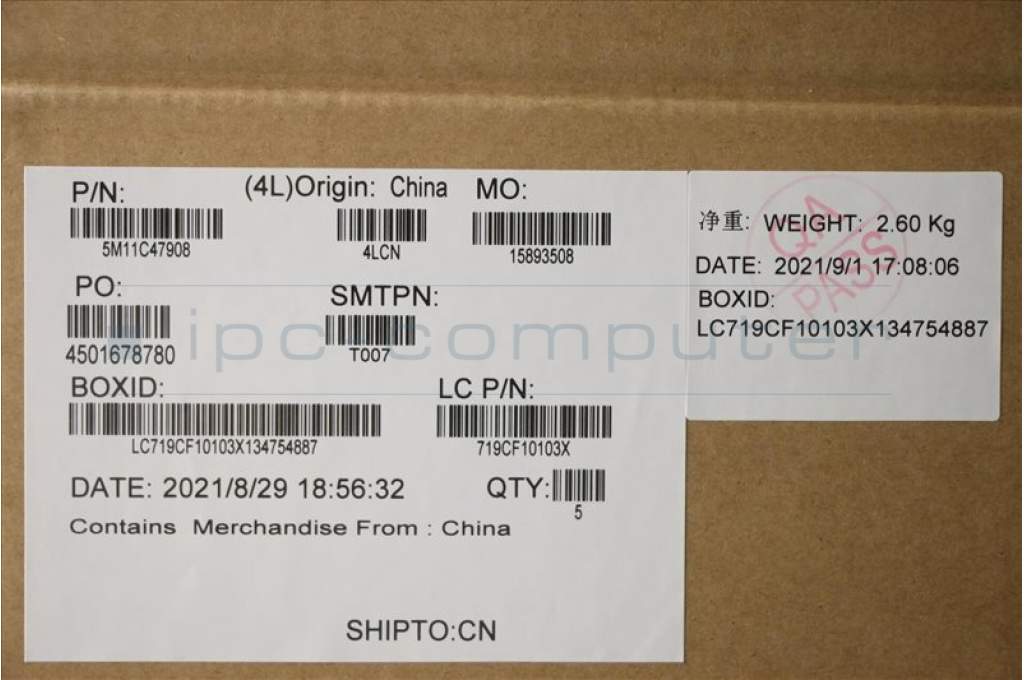 P/N: (4L)Origin: China MO:
5M11C47908 4LCN 15893508
PO: SMTPN:
4501678780 T007
BOXID: LC P/N:
LC719CF10103X134754887 719CF10103X
DATE: 2021/8/29 18:56:32 QTY:
5
Contains Merchandise From : China
SHIPTO:CN
净重: WEIGHT: 2.60 Kg
DATE: 2021/9/1 17:08:06
BOXID:
LC719CF10103X134754887
QA
PASS
ipc computer